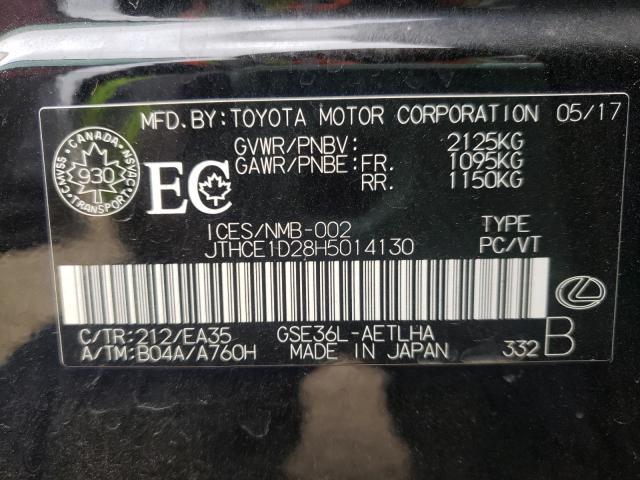 MFD.BY:TOYOTA MOTOR CORPORATION 05/17
GVWR/PNBV: 2125KG
GAWR/PNBE:FR. 1095KG
RR. 1150KG
CANADA
CMVSS 930 MSVAC
TRANSPORT
EC
ICES/NMB-002 TYPE
JTHCE1D28H5014130 PC/VT
C/TR:212/EA35 GSE36L-AETLHA
A/TM:B04A/A760H MADE IN JAPAN 332 B